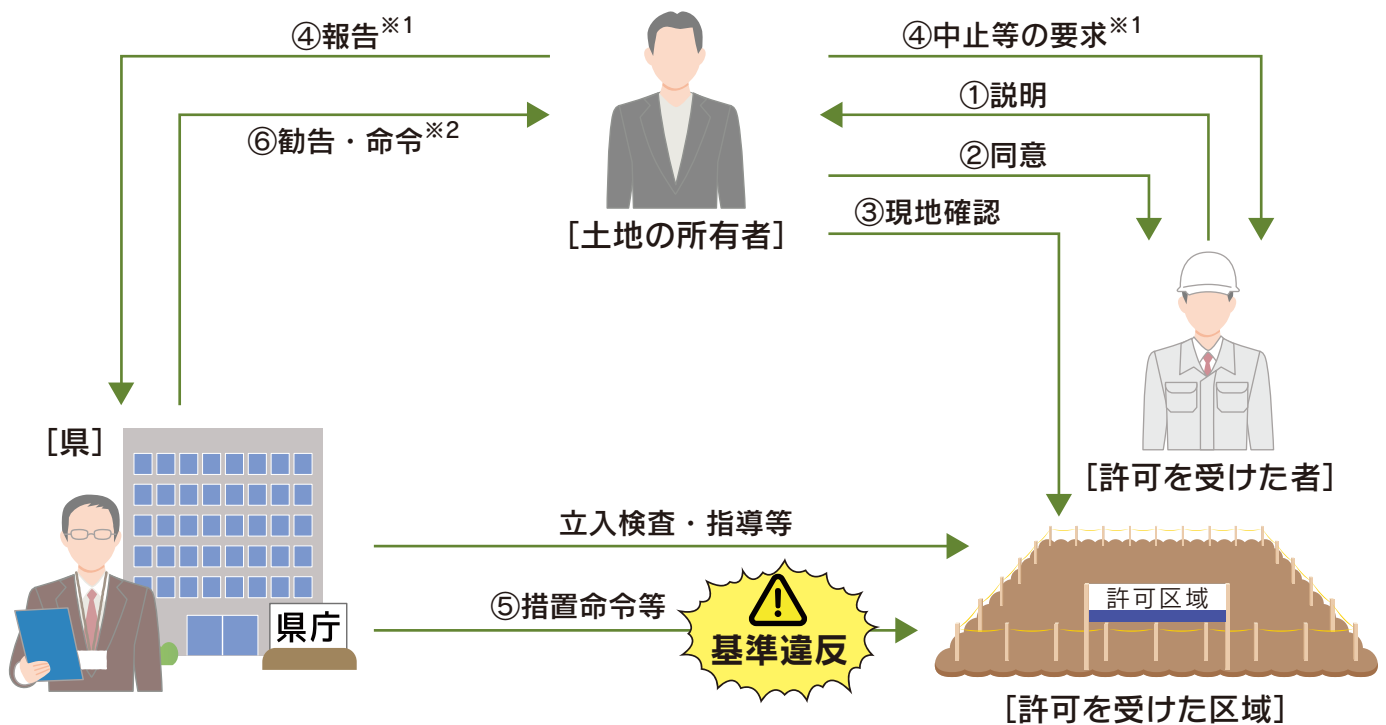 ④報告※1
④中止等の要求※1
①説明
⑥勧告・命令※2
②同意
③現地確認
[土地の所有者]
[県]
[許可を受けた者]
立入検査・指導等
許可区域
⑤措置命令等
基準違反
県庁
[許可を受けた区域]